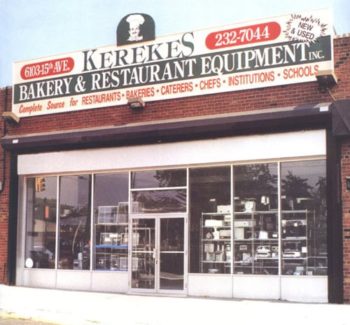 6103-15th AVE.
KEREKES
232-7044
NEW
& USED
BAKERY & RESTAURANT EQUIPMENT INC.
Complete Source for RESTAURANTS • BAKERIES • CATERERS • CHEFS • INSTITUTIONS • SCHOOLS